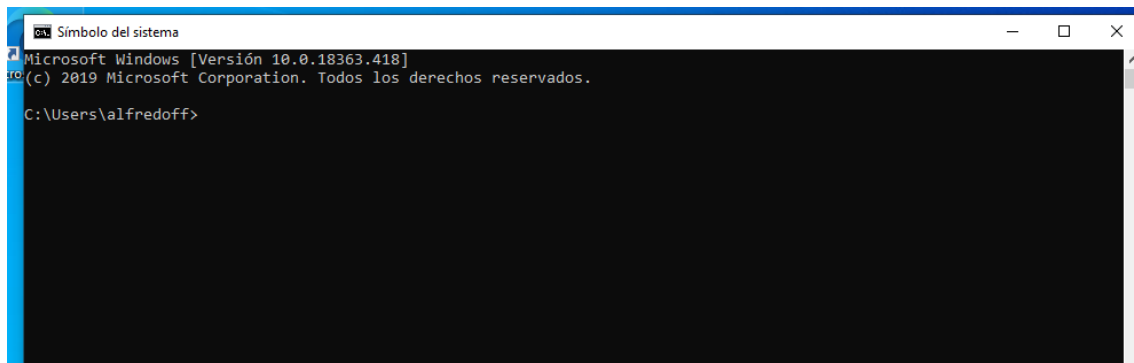 Símbolo del sistema
Microsoft Windows [Versión 10.0.18363.418]
(c) 2019 Microsoft Corporation. Todos los derechos reservados.
C:\Users\alfredoff>